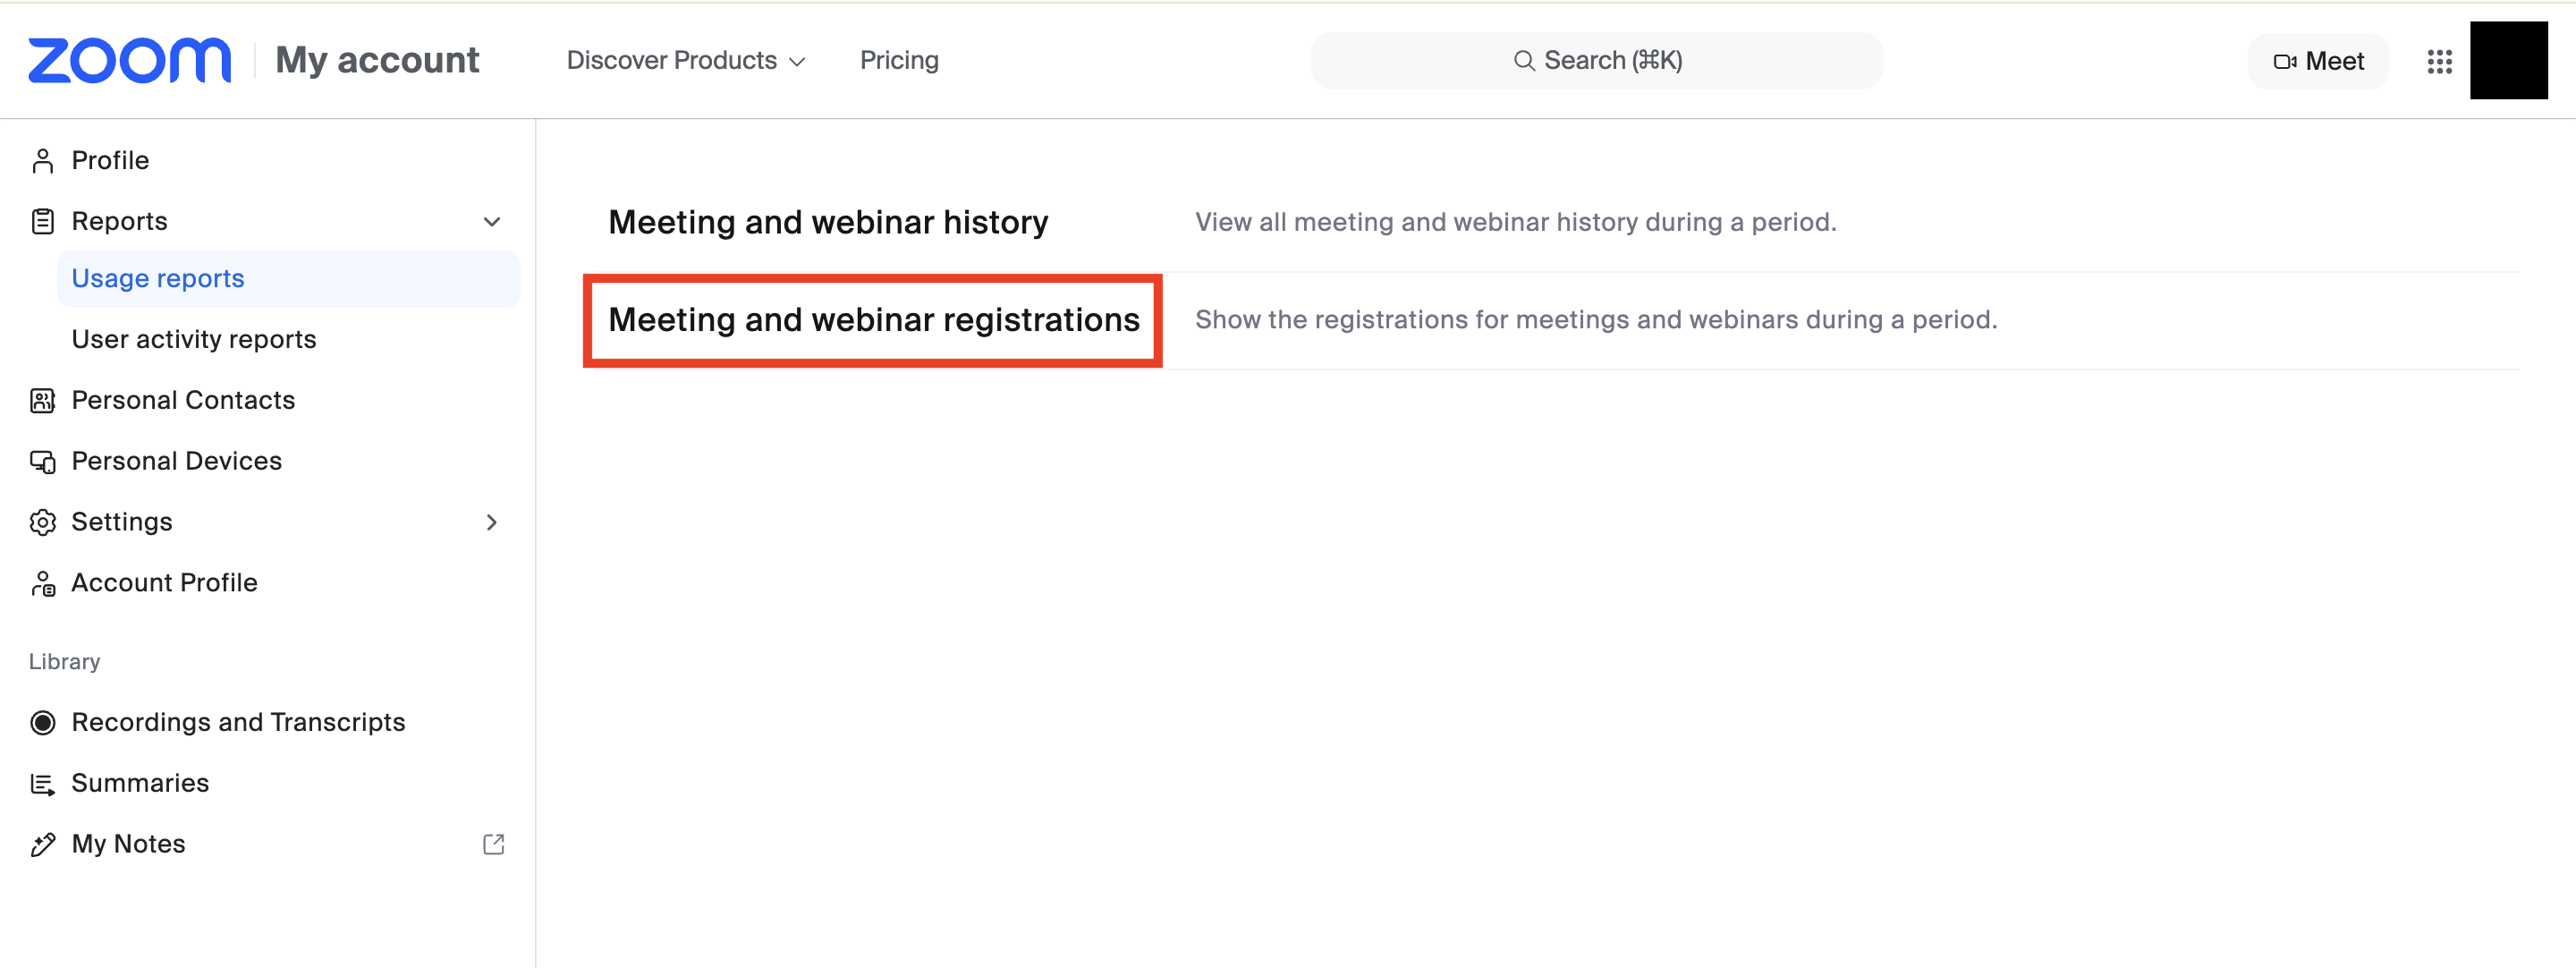 zoom My account Discover Products Pricing Search (⌘K) Meet
Profile
Reports
Usage reports
User activity reports
Personal Contacts
Personal Devices
Settings
Account Profile
Library
Recordings and Transcripts
Summaries
My Notes
Meeting and webinar history View all meeting and webinar history during a period.
Meeting and webinar registrations Show the registrations for meetings and webinars during a period.